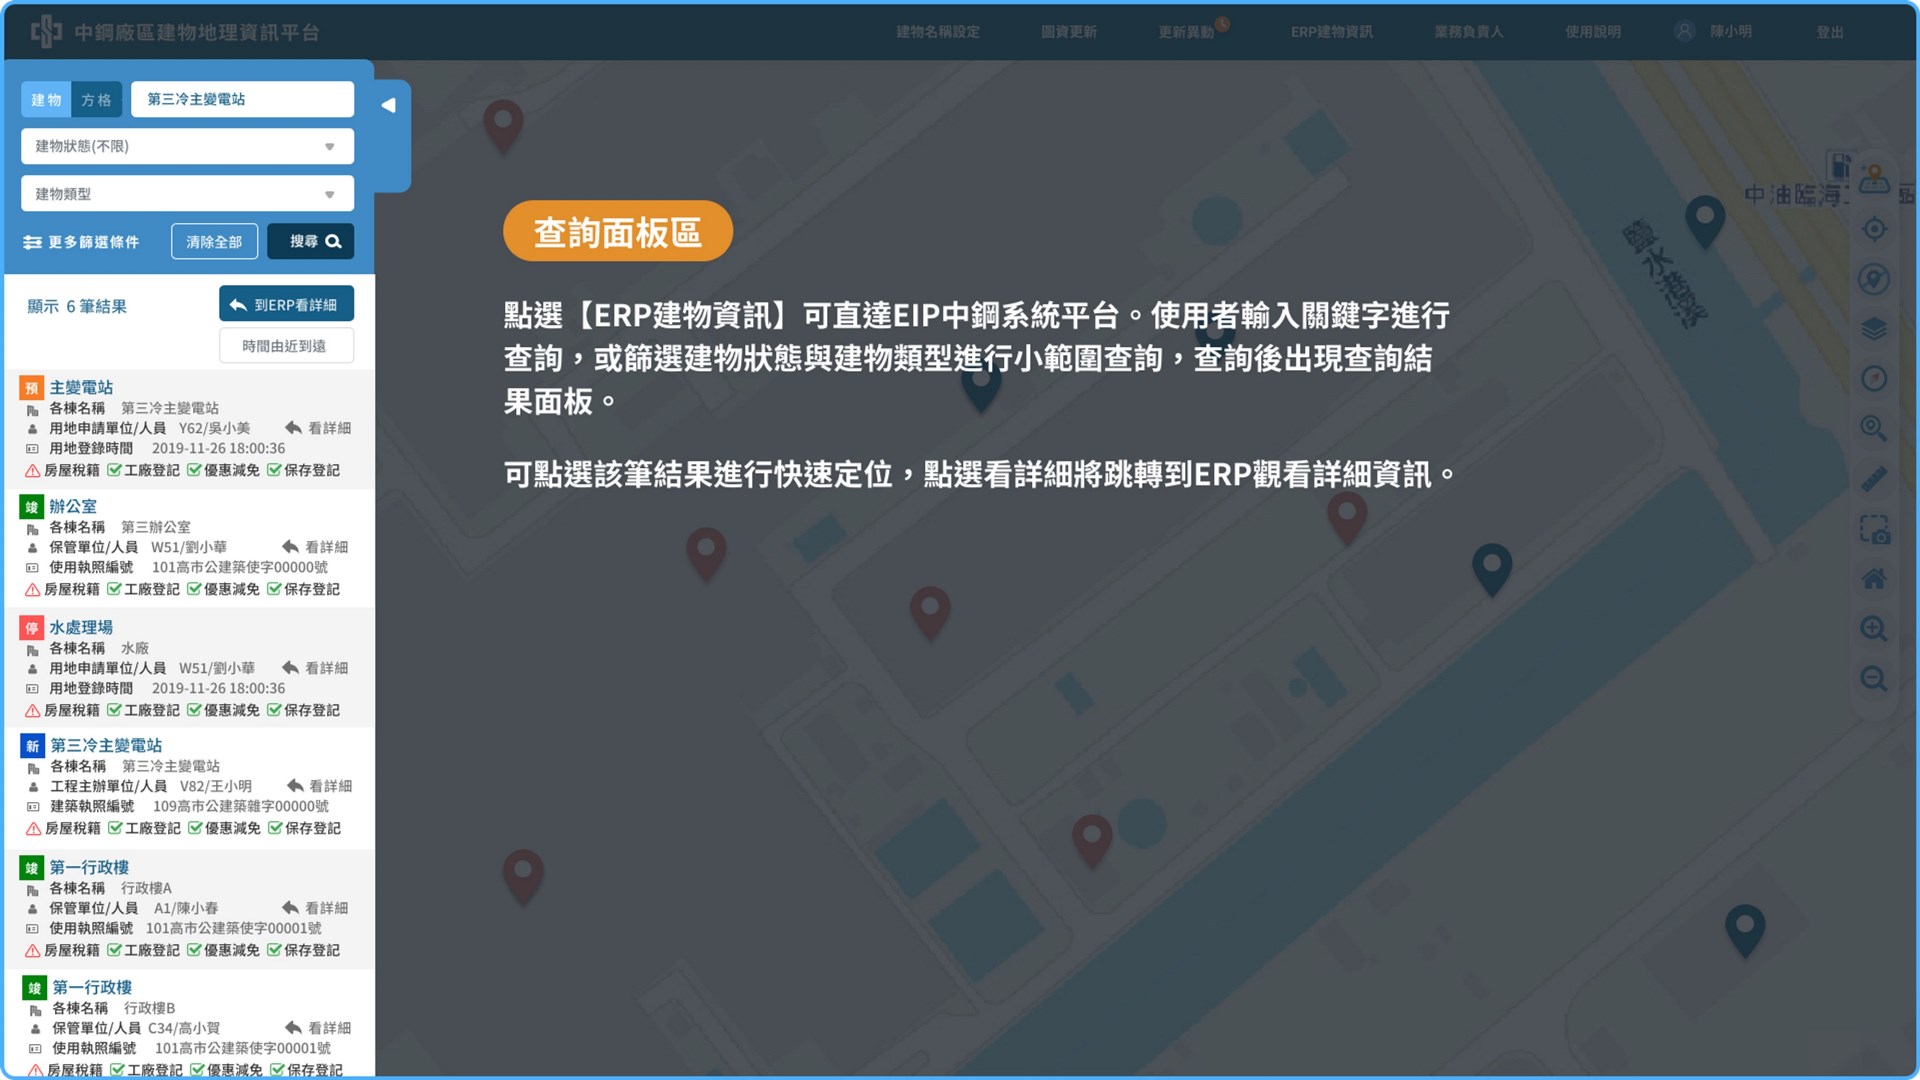 中鋼廠區建物地理資訊平台
建物名稱設定
圖資更新
更新異動
ERP建物資訊
業務負責人
使用說明
陳小明
登出
建物
方格
第三冷主變電站
建物狀態(不限)
建物類型
更多篩選條件
清除全部
搜尋
顯示 6 筆結果
到ERP看詳細
時間由近到遠
預 主變電站
各棟名稱 第三冷主變電站
用地申請單位/人員 Y62/吳小美 看詳細
用地登錄時間 2019-11-26 18:00:36
房屋稅籍 工廠登記 優惠減免 保存登記
竣 辦公室
各棟名稱 第三辦公室
保管單位/人員 W51/劉小華 看詳細
使用執照編號 101高市公建築使字00000號
房屋稅籍 工廠登記 優惠減免 保存登記
停 水處理場
各棟名稱 水廠
用地申請單位/人員 W51/劉小華 看詳細
用地登錄時間 2019-11-26 18:00:36
房屋稅籍 工廠登記 優惠減免 保存登記
新 第三冷主變電站
各棟名稱 第三冷主變電站
工程主辦單位/人員 V82/王小明 看詳細
建築執照編號 109高市公建築雜字00000號
房屋稅籍 工廠登記 優惠減免 保存登記
竣 第一行政樓
各棟名稱 行政樓A
保管單位/人員 A1/陳小春 看詳細
使用執照編號 101高市公建築使字00001號
房屋稅籍 工廠登記 優惠減免 保存登記
竣 第一行政樓
各棟名稱 行政樓B
保管單位/人員 C34/高小賀 看詳細
使用執照編號 101高市公建築使字00001號
房屋稅籍 工廠登記 優惠減免 保存登記
查詢面板區
點選【ERP建物資訊】可直達EIP中鋼系統平台。使用者輸入關鍵字進行
查詢，或篩選建物狀態與建物類型進行小範圍查詢，查詢後出現查詢結
果面板。
可點選該筆結果進行快速定位，點選看詳細將跳轉到ERP觀看詳細資訊。
中油臨海
區
鹽水港溪